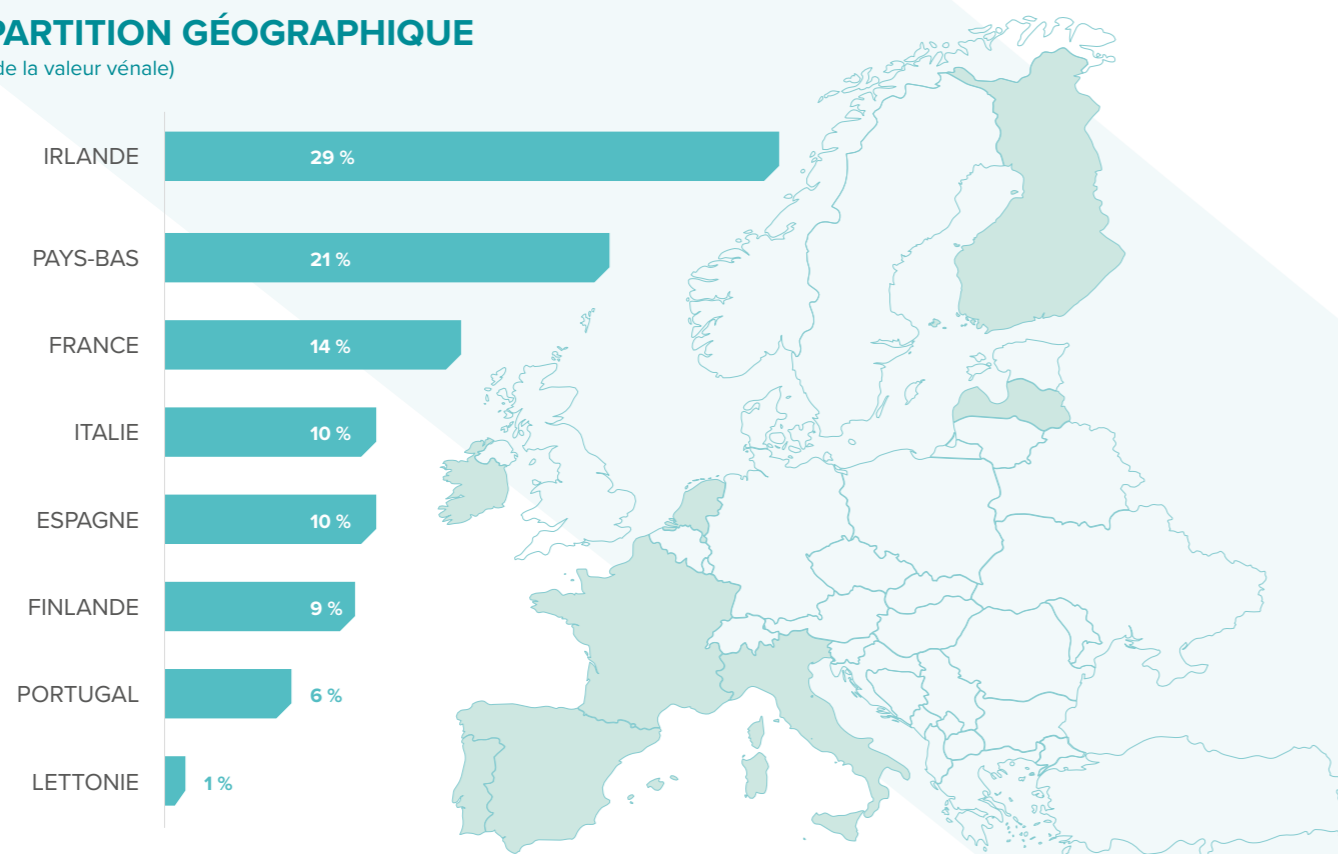 PARTITION GÉOGRAPHIQUE
de la valeur vénale)
IRLANDE
29 %
PAYS-BAS
21 %
FRANCE
14 %
ITALIE
10 %
ESPAGNE
10 %
FINLANDE
9 %
PORTUGAL
6 %
LETTONIE
1 %